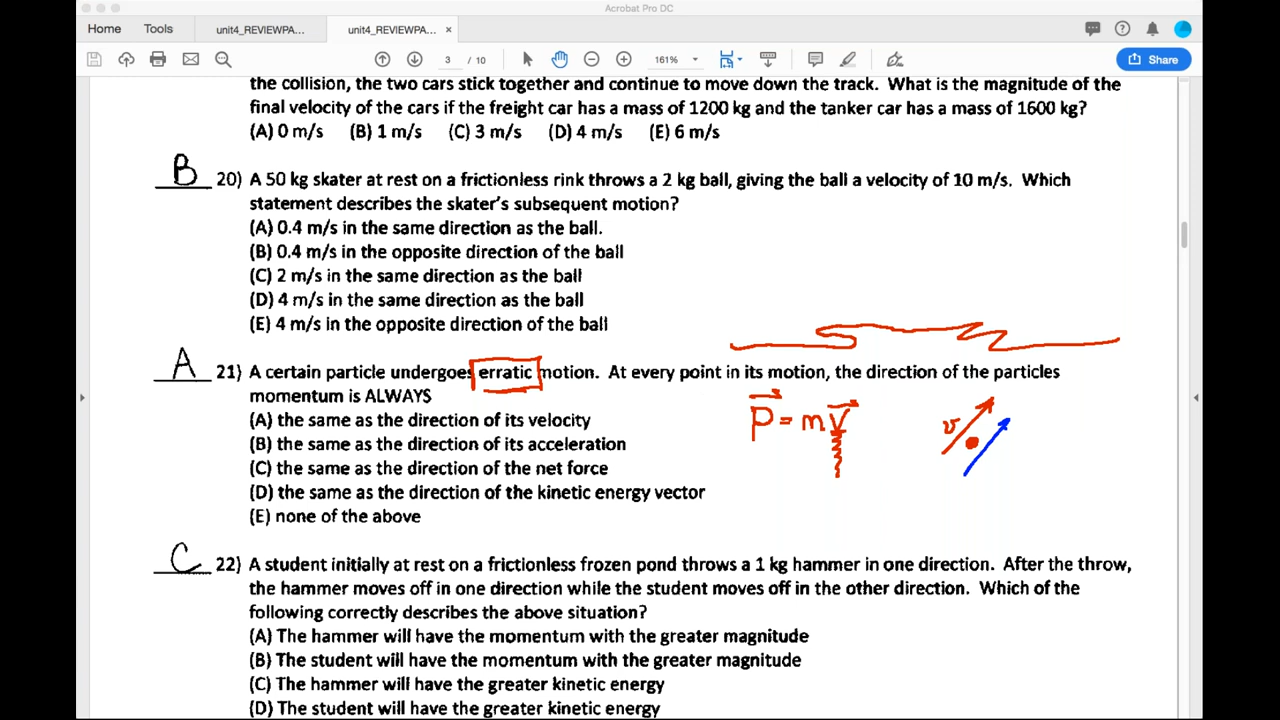 Acrobat Pro DC
Home Tools unit4_REVIEWPA... unit4_REVIEWPA... ×
3 / 10 161% Share
the collision, the two cars stick together and continue to move down the track. What is the magnitude of the
final velocity of the cars if the freight car has a mass of 1200 kg and the tanker car has a mass of 1600 kg?
(A) 0 m/s (B) 1 m/s (C) 3 m/s (D) 4 m/s (E) 6 m/s
B 20) A 50 kg skater at rest on a frictionless rink throws a 2 kg ball, giving the ball a velocity of 10 m/s. Which
statement describes the skater's subsequent motion?
(A) 0.4 m/s in the same direction as the ball.
(B) 0.4 m/s in the opposite direction of the ball
(C) 2 m/s in the same direction as the ball
(D) 4 m/s in the same direction as the ball
(E) 4 m/s in the opposite direction of the ball
A 21) A certain particle undergoes erratic motion. At every point in its motion, the direction of the particles
momentum is ALWAYS
(A) the same as the direction of its velocity
p = mv v
(B) the same as the direction of its acceleration
(C) the same as the direction of the net force
(D) the same as the direction of the kinetic energy vector
(E) none of the above
C 22) A student initially at rest on a frictionless frozen pond throws a 1 kg hammer in one direction. After the throw,
the hammer moves off in one direction while the student moves off in the other direction. Which of the
following correctly describes the above situation?
(A) The hammer will have the momentum with the greater magnitude
(B) The student will have the momentum with the greater magnitude
(C) The hammer will have the greater kinetic energy
(D) The student will have the greater kinetic energy